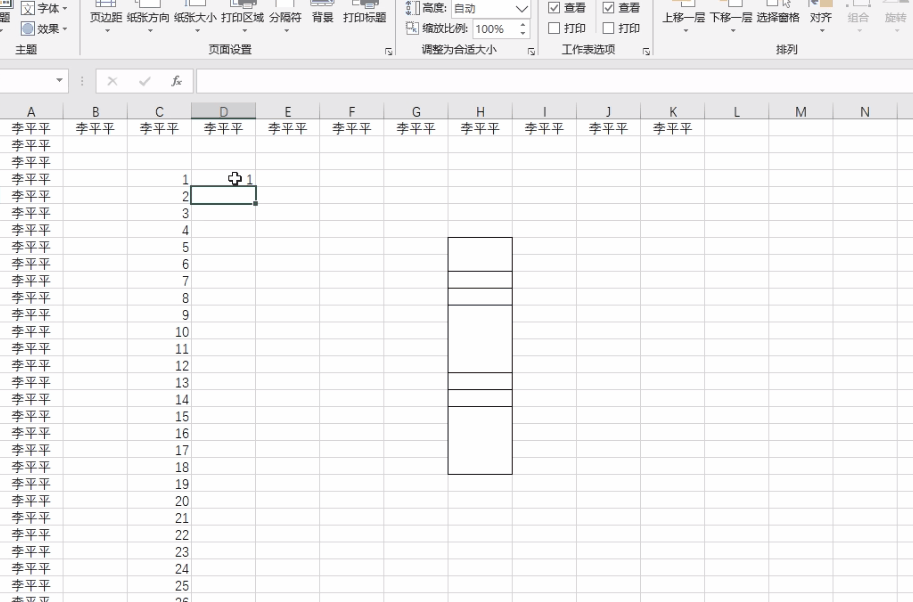 字体 高度: 自动 查看 查看
页边距 纸张方向 纸张大小 打印区域 分隔符 背景 打印标题 上移一层 下移一层 选择窗格 对齐 组合 旋转
题 效果 缩放比例: 100% 打印 打印
主题 页面设置 调整为合适大小 工作表选项 排列
fx
A B C D E F G H I J K L M N
李平平 李平平 李平平 李平平 李平平 李平平 李平平 李平平 李平平 李平平 李平平
李平平
李平平
李平平 1 1
李平平 2
李平平 3
李平平 4
李平平 5
李平平 6
李平平 7
李平平 8
李平平 9
李平平 10
李平平 11
李平平 12
李平平 13
李平平 14
李平平 15
李平平 16
李平平 17
李平平 18
李平平 19
李平平 20
李平平 21
李平平 22
李平平 23
李平平 24
李平平 25